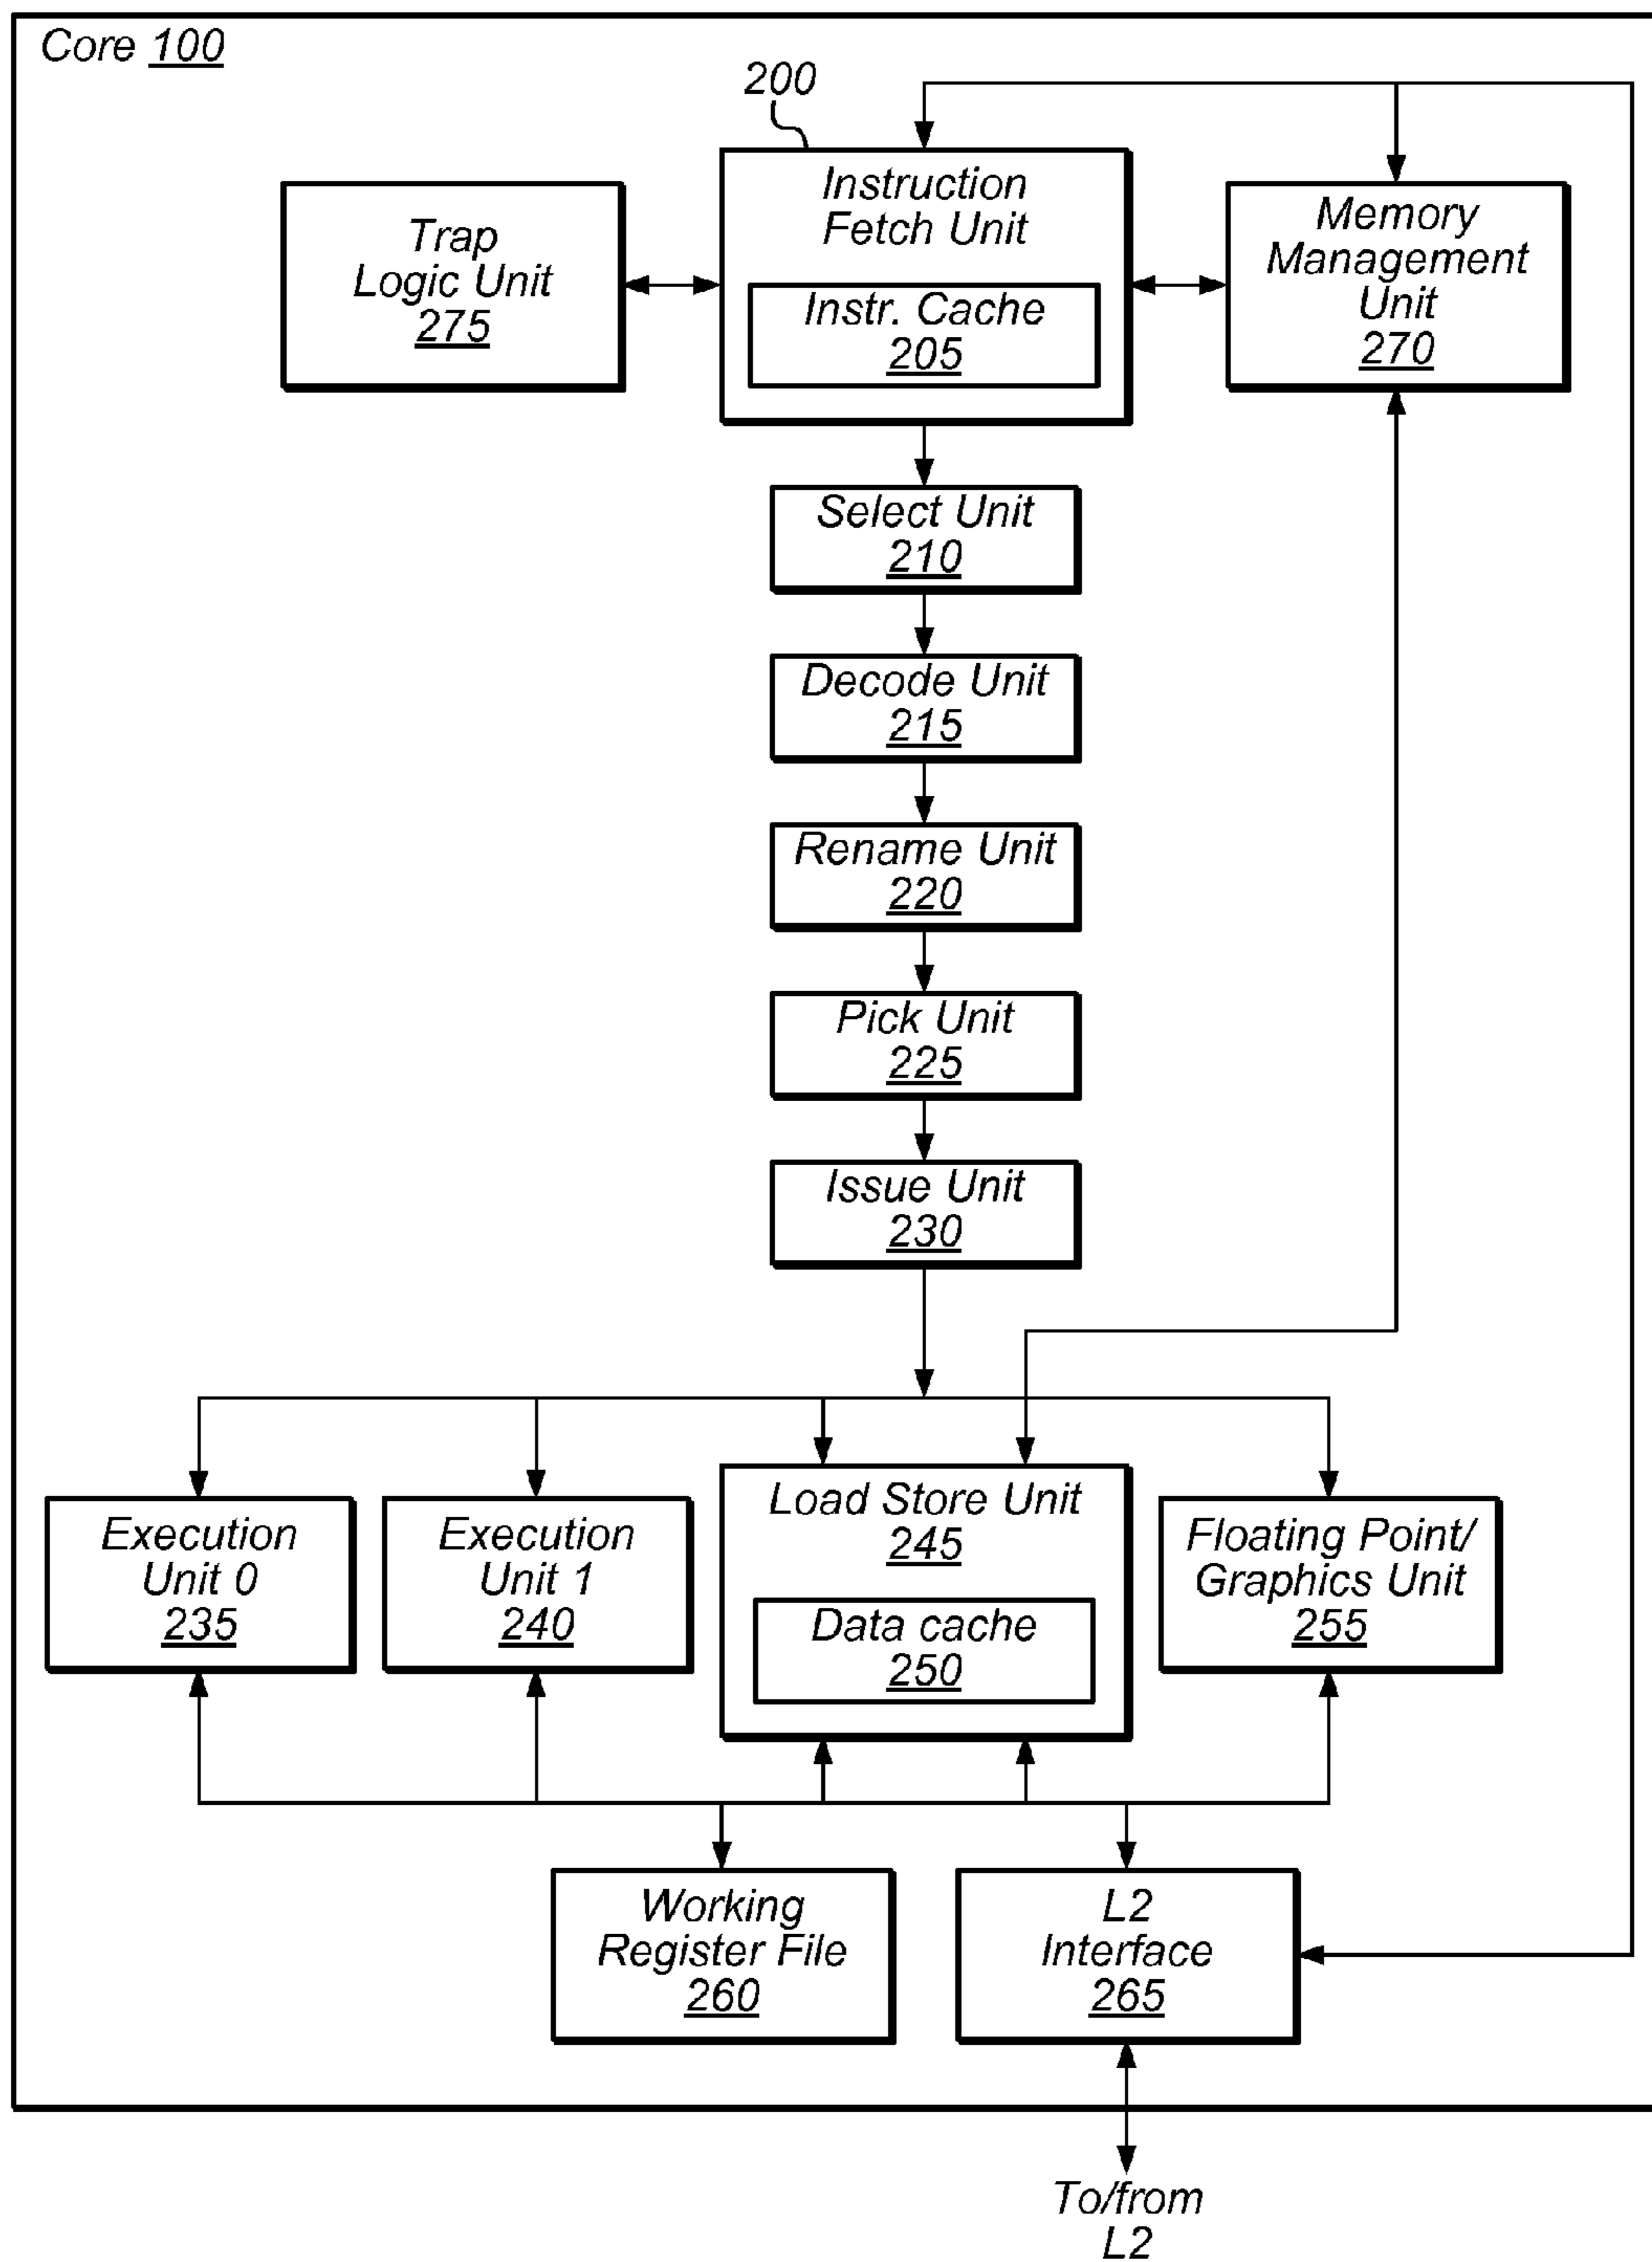 Core 100
200
Instruction
Fetch Unit
Instr. Cache
205
Trap
Logic Unit
275
Memory
Management
Unit
270
Select Unit
210
Decode Unit
215
Rename Unit
220
Pick Unit
225
Issue Unit
230
Execution
Unit 0
235
Execution
Unit 1
240
Load Store Unit
245
Data cache
250
Floating Point/
Graphics Unit
255
Working
Register File
260
L2
Interface
265
To/from
L2